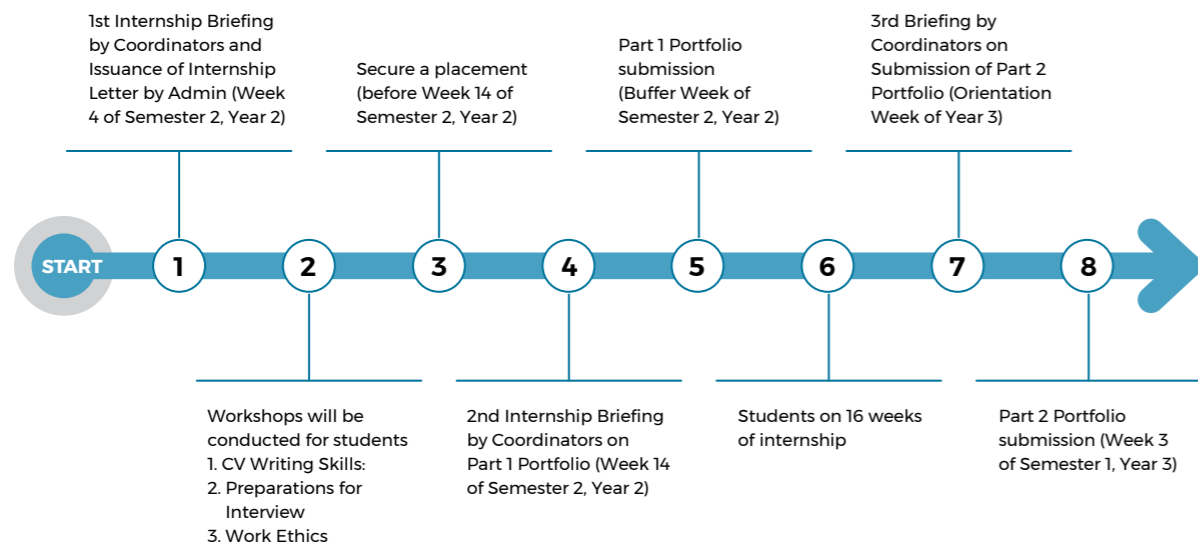 1st Internship Briefing
by Coordinators and
Issuance of Internship
Letter by Admin (Week
4 of Semester 2, Year 2)
Secure a placement
(before Week 14 of
Semester 2, Year 2)
Part 1 Portfolio
submission
(Buffer Week of
Semester 2, Year 2)
3rd Briefing by
Coordinators on
Submission of Part 2
Portfolio (Orientation
Week of Year 3)
START
1
2
3
4
5
6
7
8
Workshops will be
conducted for students
1. CV Writing Skills:
2. Preparations for
Interview
3. Work Ethics
2nd Internship Briefing
by Coordinators on
Part 1 Portfolio (Week 14
of Semester 2, Year 2)
Students on 16 weeks
of internship
Part 2 Portfolio
submission (Week 3
of Semester 1, Year 3)